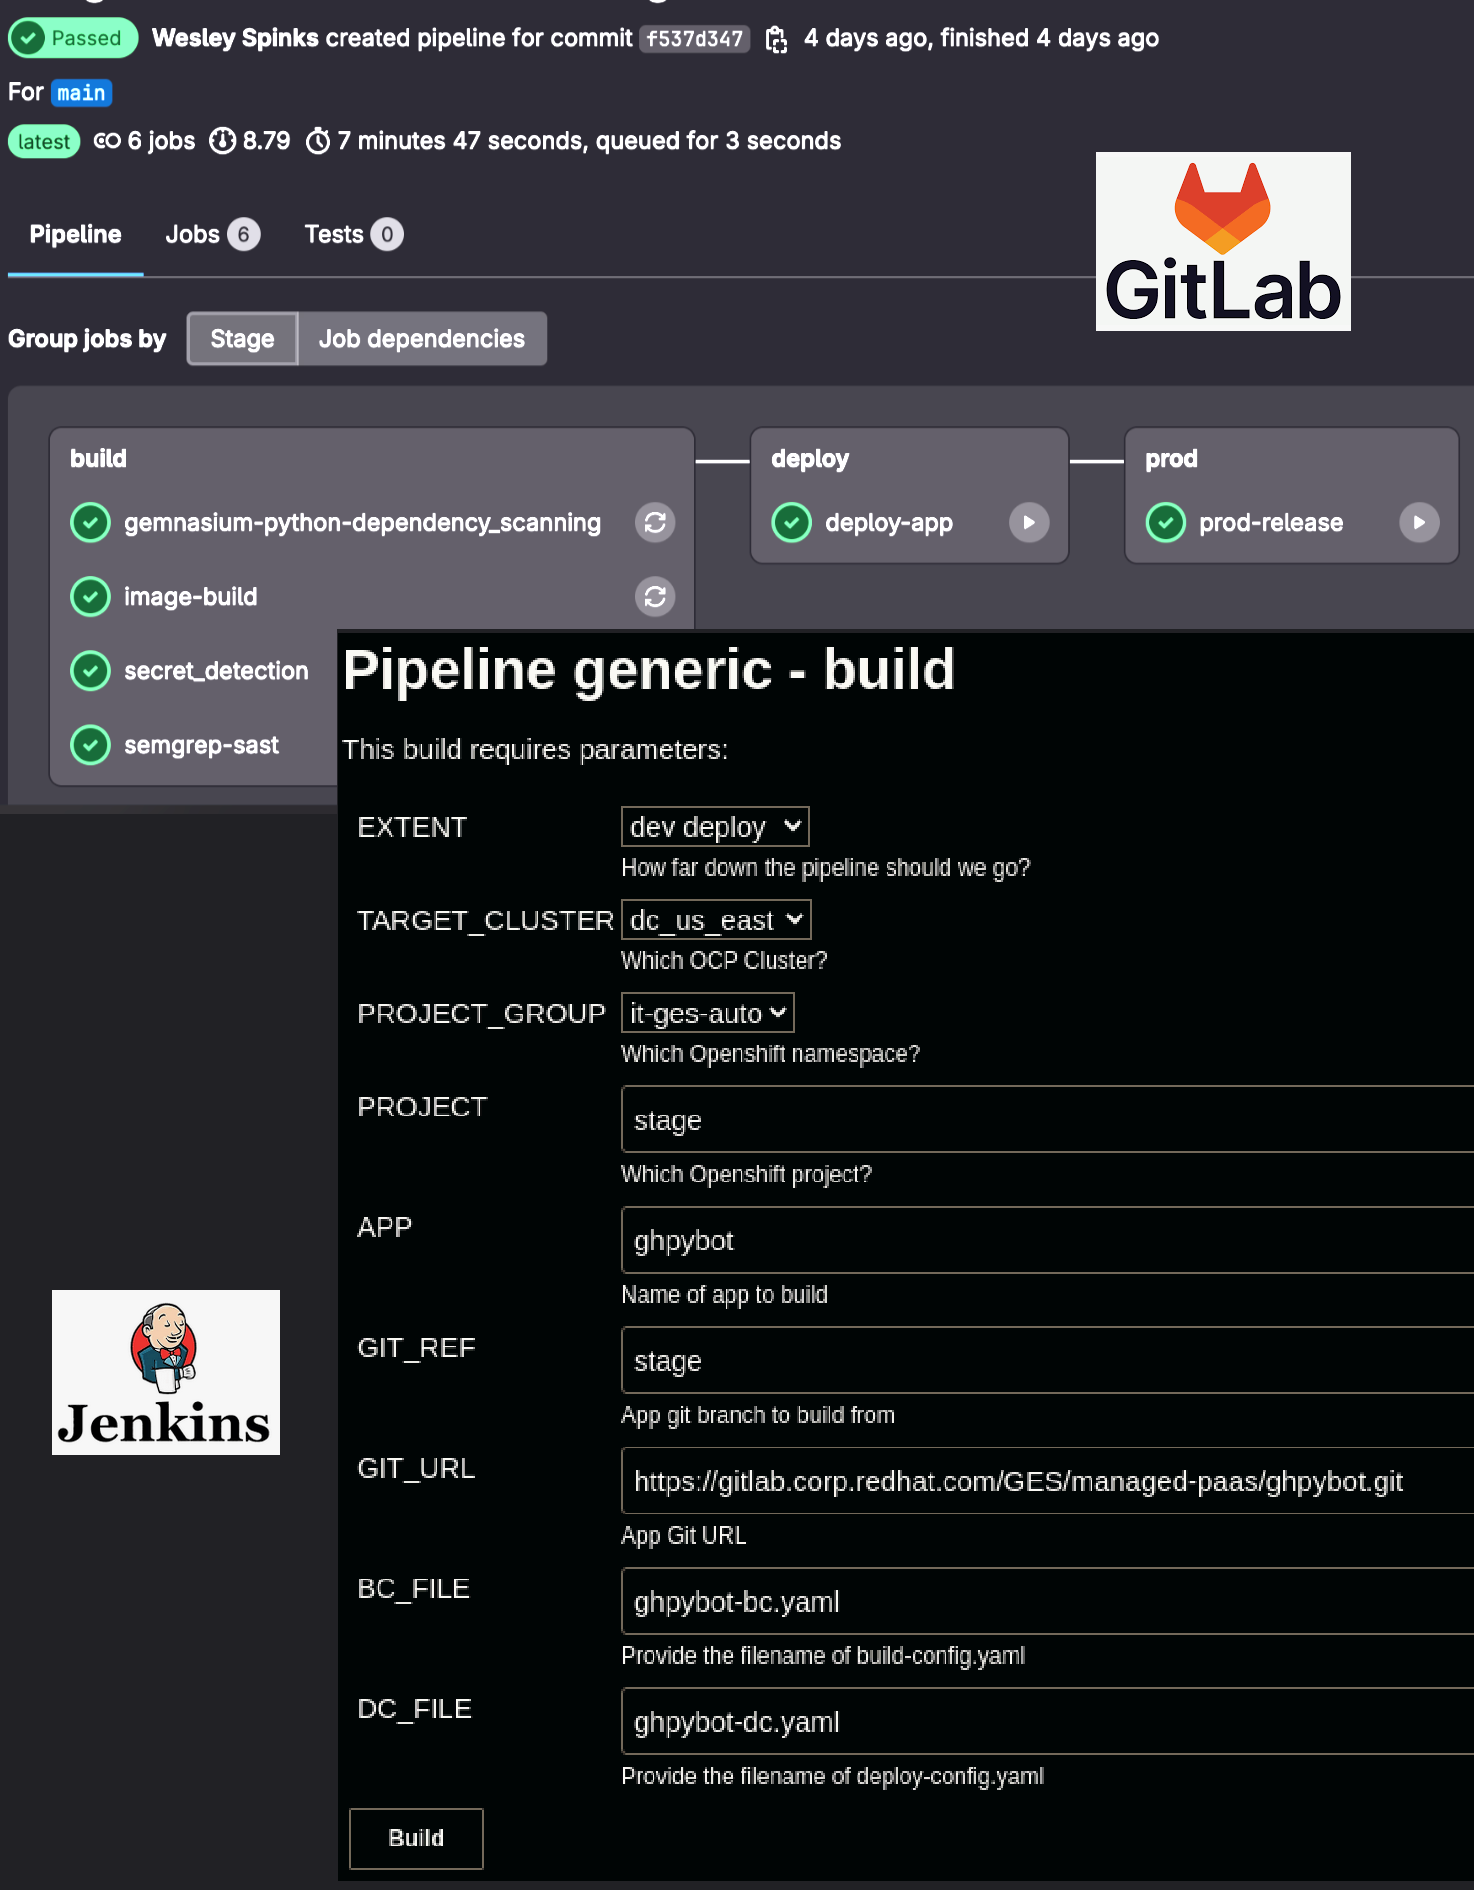 Passed Wesley Spinks created pipeline for commit f537d347 4 days ago, finished 4 days ago
For main
latest 6 jobs 8.79 7 minutes 47 seconds, queued for 3 seconds
Pipeline Jobs 6 Tests 0
GitLab
Group jobs by Stage Job dependencies
build deploy prod
gemnasium-python-dependency_scanning deploy-app prod-release
image-build
secret_detection
semgrep-sast
Pipeline generic - build
This build requires parameters:
EXTENT dev deploy
How far down the pipeline should we go?
TARGET_CLUSTER dc_us_east
Which OCP Cluster?
PROJECT_GROUP it-ges-auto
Which Openshift namespace?
PROJECT stage
Which Openshift project?
APP ghpybot
Name of app to build
GIT_REF stage
App git branch to build from
Jenkins
GIT_URL https://gitlab.corp.redhat.com/GES/managed-paas/ghpybot.git
App Git URL
BC_FILE ghpybot-bc.yaml
Provide the filename of build-config.yaml
DC_FILE ghpybot-dc.yaml
Provide the filename of deploy-config.yaml
Build